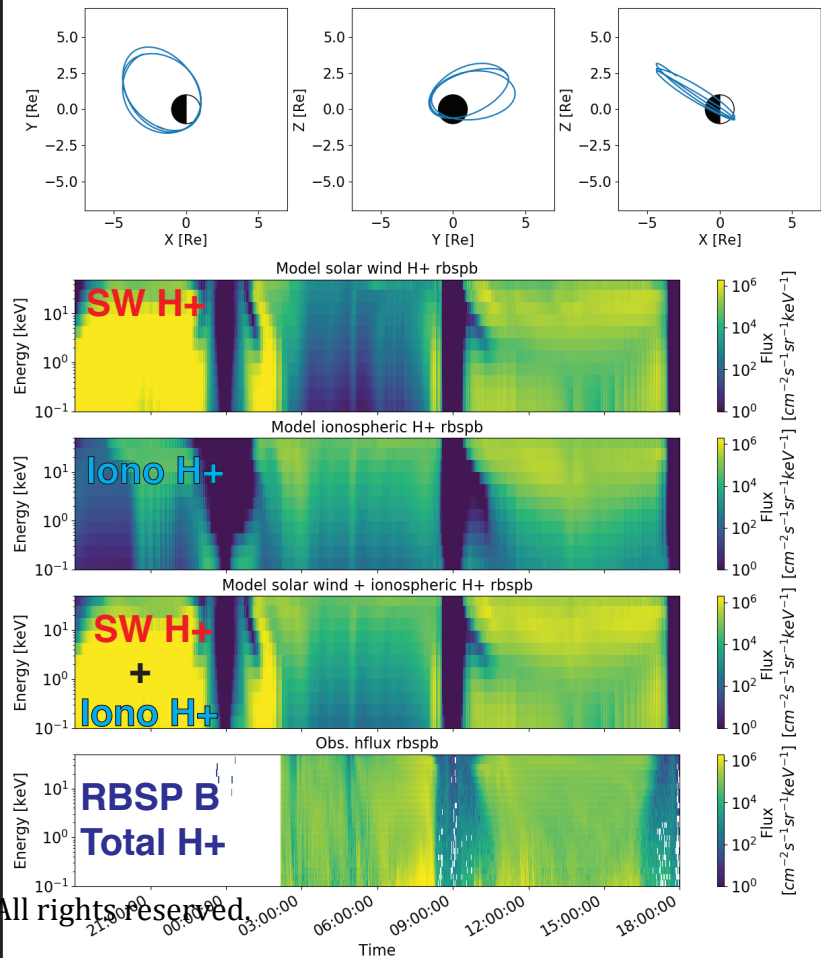 5.0
2.5
0.0
−2.5
−5.0
Y [Re]
−5 0 5
X [Re]
5.0
2.5
0.0
−2.5
−5.0
Z [Re]
−5 0 5
Y [Re]
5.0
2.5
0.0
−2.5
−5.0
Z [Re]
−5 0 5
X [Re]
Model solar wind H+ rbspb
SW H+
Energy [keV]
10¹
10⁰
10⁻¹
10⁶
10⁴
10²
10⁰
Flux
[cm⁻²s⁻¹sr⁻¹keV⁻¹]
Model ionospheric H+ rbspb
Iono H+
Energy [keV]
10¹
10⁰
10⁻¹
10⁶
10⁴
10²
10⁰
Flux
[cm⁻²s⁻¹sr⁻¹keV⁻¹]
Model solar wind + ionospheric H+ rbspb
SW H+
+
Iono H+
Energy [keV]
10¹
10⁰
10⁻¹
10⁶
10⁴
10²
10⁰
Flux
[cm⁻²s⁻¹sr⁻¹keV⁻¹]
Obs. hflux rbspb
RBSP B
Total H+
Energy [keV]
10¹
10⁰
10⁻¹
10⁶
10⁴
10²
10⁰
Flux
[cm⁻²s⁻¹sr⁻¹keV⁻¹]
All rights reserved.
21:00:00 00:00:00 03:00:00 06:00:00 09:00:00 12:00:00 15:00:00 18:00:00
Time